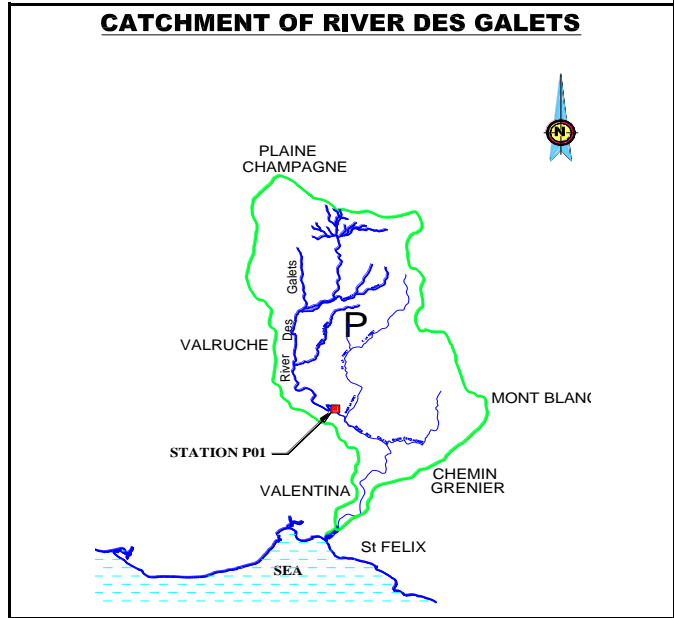 CATCHMENT OF RIVER DES GALETS
N
PLAINE
CHAMPAGNE
River Des Galets
P
VALRUCHE
MONT BLANC
STATION P01
VALENTINA
CHEMIN
GRENIER
St FELIX
SEA